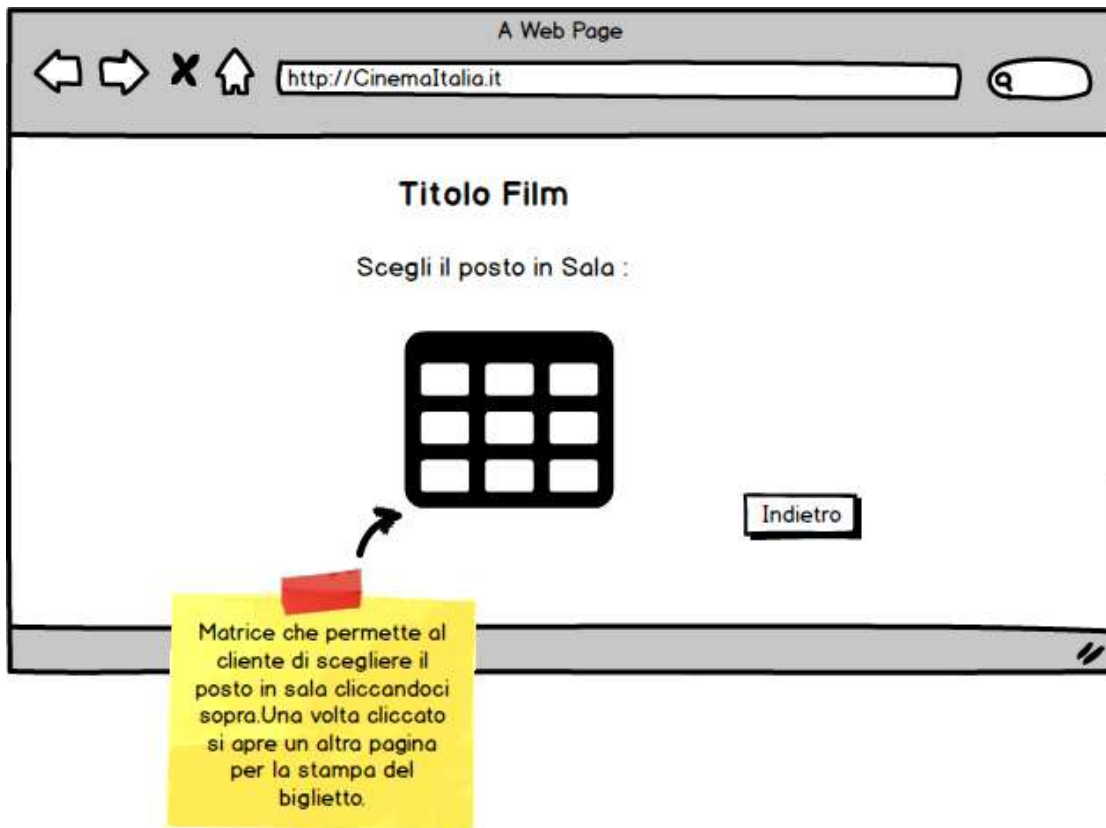 A Web Page
http://CinemaItalia.it
Titolo Film
Scegli il posto in Sala :
Indietro
Matrice che permette al
cliente di scegliere il
posto in sala cliccandoci
sopra.Una volta cliccato
si apre un altra pagina
per la stampa del
biglietto.